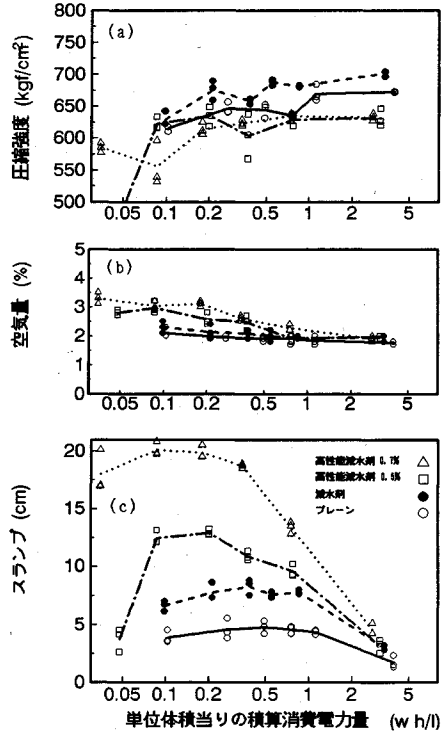 800
(a)
750
700
650
600
550
500
圧縮強度 (kgf/cm²)
0.05 0.1 0.2 0.5 1 2 5
5
(b)
4
3
2
1
0
空気量 (%)
0.05 0.1 0.2 0.5 1 2 5
20
15
10
5
0
スランプ (cm)
(c)
高性能減水剤 0.7% △
高性能減水剤 0.5% □
減水剤 ●
プレーン ○
0.05 0.1 0.2 0.5 1 2 5
単位体積当りの積算消費電力量 (w h/l)